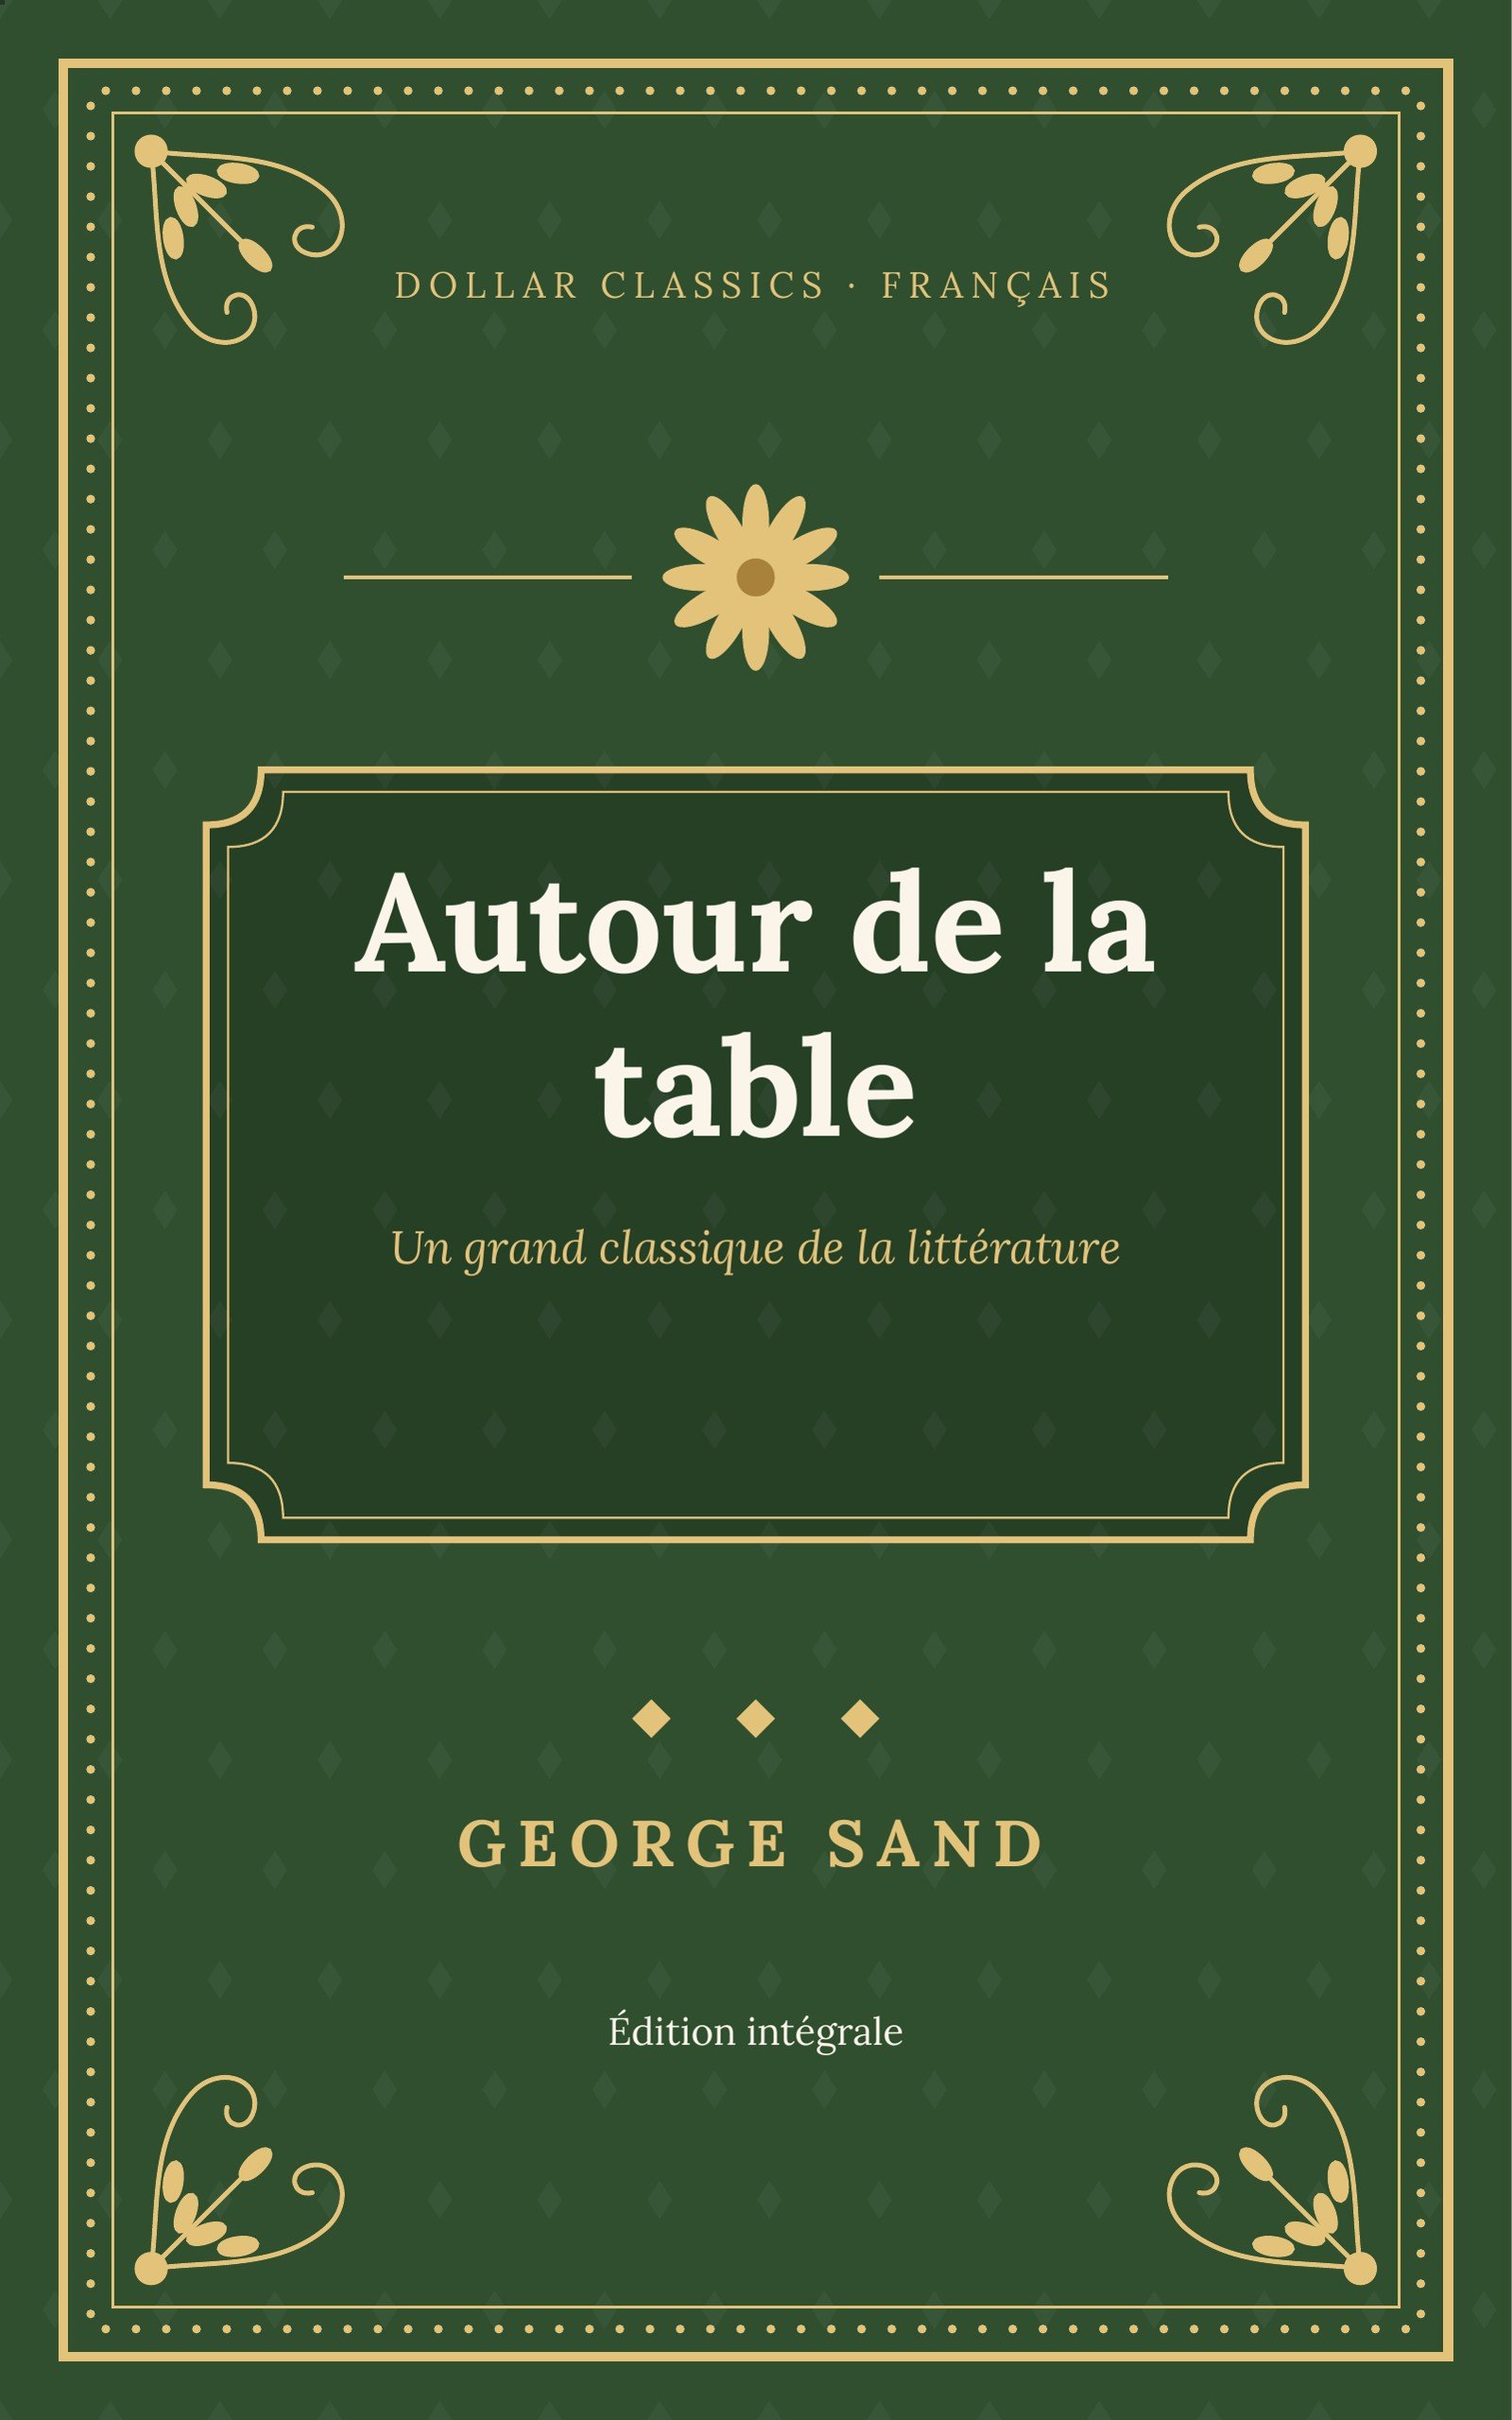 DOLLAR CLASSICS · FRANÇAIS
Autour de la
table
Un grand classique de la littérature
GEORGE SAND
Édition intégrale